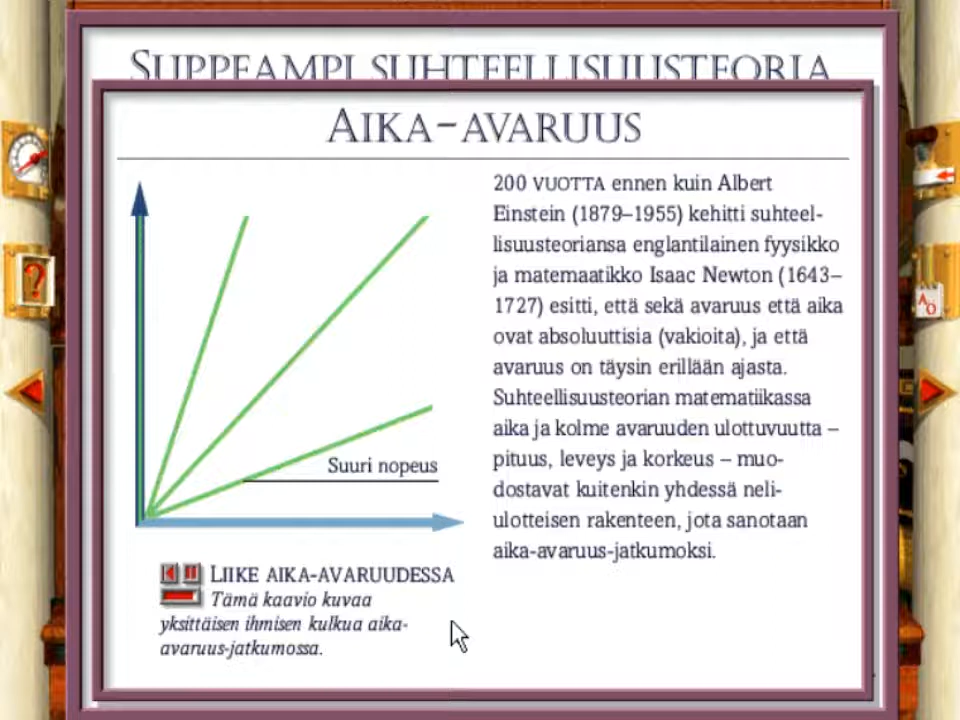 SUPPEAMPI SUHTEELLISUUSTEORIA
AIKA-AVARUUS
200 VUOTTA ennen kuin Albert
Einstein (1879–1955) kehitti suhteel-
lisuusteoriansa englantilainen fyysikko
ja matemaatikko Isaac Newton (1643–
1727) esitti, että sekä avaruus että aika
ovat absoluuttisia (vakioita), ja että
avaruus on täysin erillään ajasta.
Suhteellisuusteorian matematiikassa
aika ja kolme avaruuden ulottuvuutta –
pituus, leveys ja korkeus – muo-
dostavat kuitenkin yhdessä neli-
ulotteisen rakenteen, jota sanotaan
aika-avaruus-jatkumoksi.
Suuri nopeus
LIIKE AIKA-AVARUUDESSA
Tämä kaavio kuvaa
yksittäisen ihmisen kulkua aika-
avaruus-jatkumossa.
?
AO